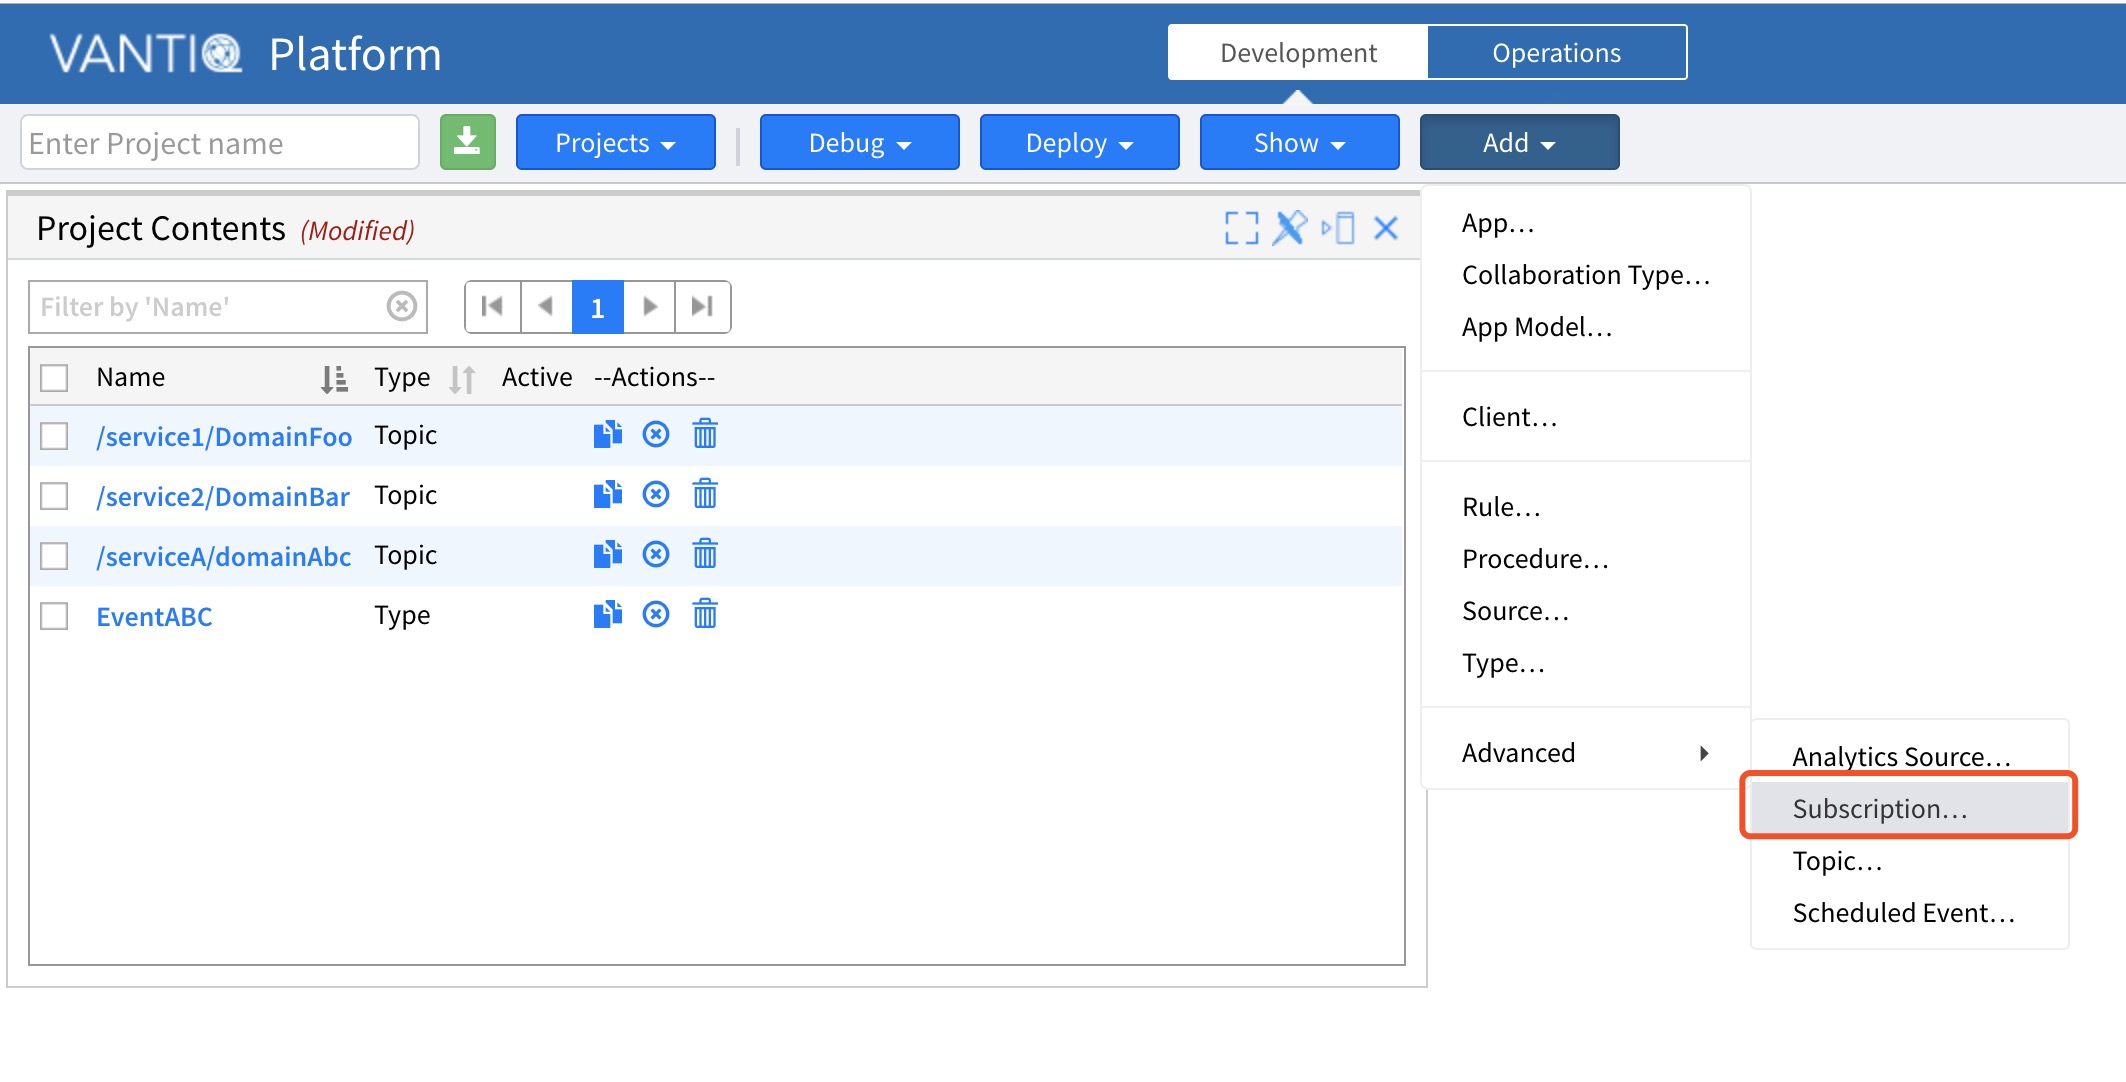 VANTIQ Platform
Development
Operations
Enter Project name
Projects
Debug
Deploy
Show
Add
Project Contents (Modified)
Filter by 'Name'
1
Name Type Active --Actions--
/service1/DomainFoo Topic
/service2/DomainBar Topic
/serviceA/domainAbc Topic
EventABC Type
App...
Collaboration Type...
App Model...
Client...
Rule...
Procedure...
Source...
Type...
Advanced
Analytics Source...
Subscription...
Topic...
Scheduled Event...